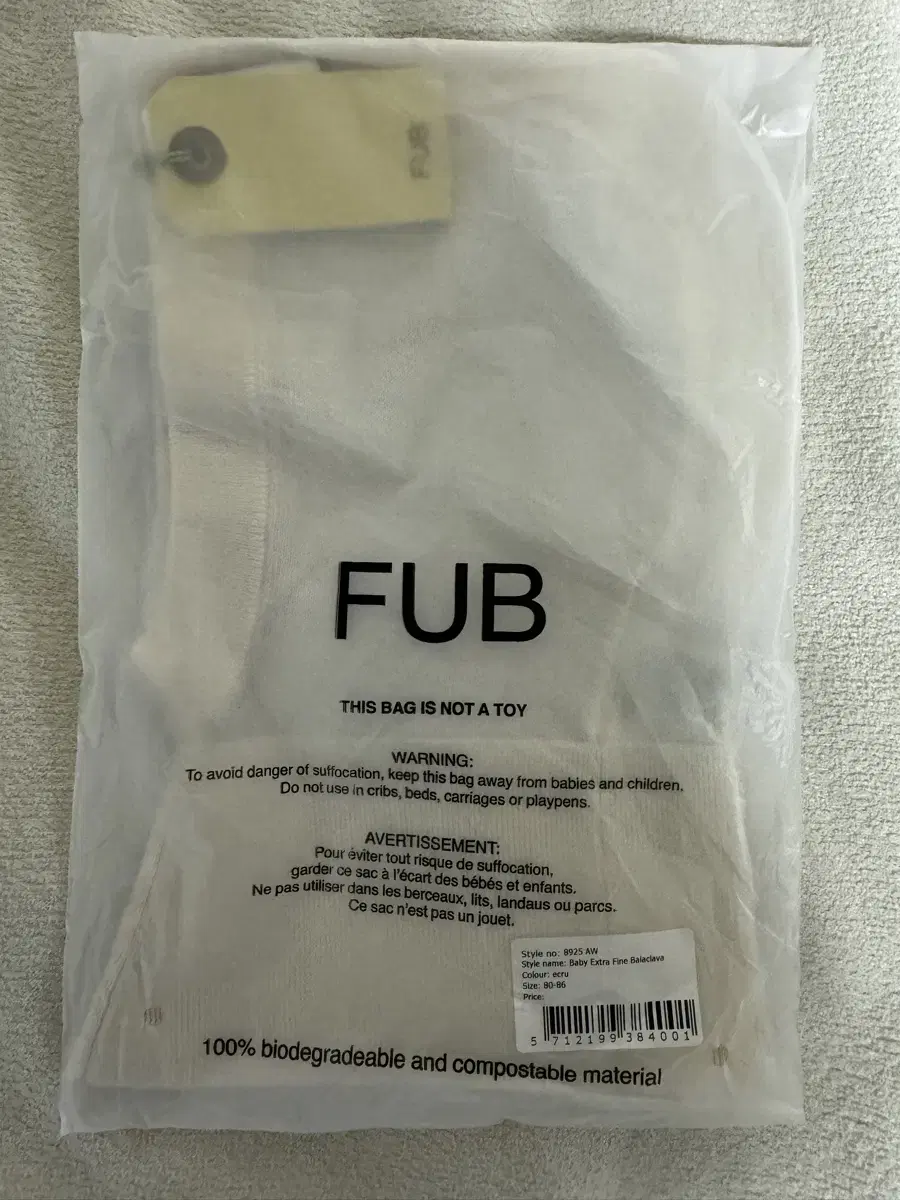 FUB
FUB
THIS BAG IS NOT A TOY
WARNING:
To avoid danger of suffocation, keep this bag away from babies and children.
Do not use in cribs, beds, carriages or playpens.
AVERTISSEMENT:
Pour éviter tout risque de suffocation,
garder ce sac à l'écart des bébés et enfants.
Ne pas utiliser dans les berceaux, lits, landaus ou parcs.
Ce sac n'est pas un jouet.
Style no: 8925 AW
Style name: Baby Extra Fine Balaclava
Colour: ecru
Size: 80-86
Price:
5 712199 384001
100% biodegradeable and compostable material